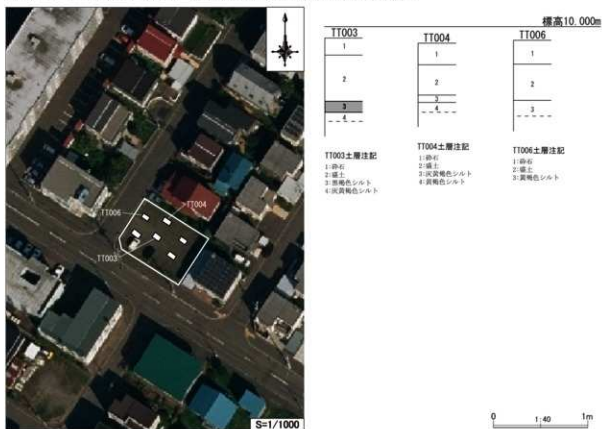 標高10.000m
TT003
1
2
3
4
TT004
1
2
3
4
TT006
1
2
3
TT003土層注記
1:砕石
2:盛土
3:黒褐色シルト
4:灰黄褐色シルト
TT004土層注記
1:砕石
2:盛土
3:灰黄褐色シルト
4:黄褐色シルト
TT006土層注記
1:砕石
2:盛土
3:黄褐色シルト
TT006
TT004
TT003
S=1/1000
0 1:40 1m